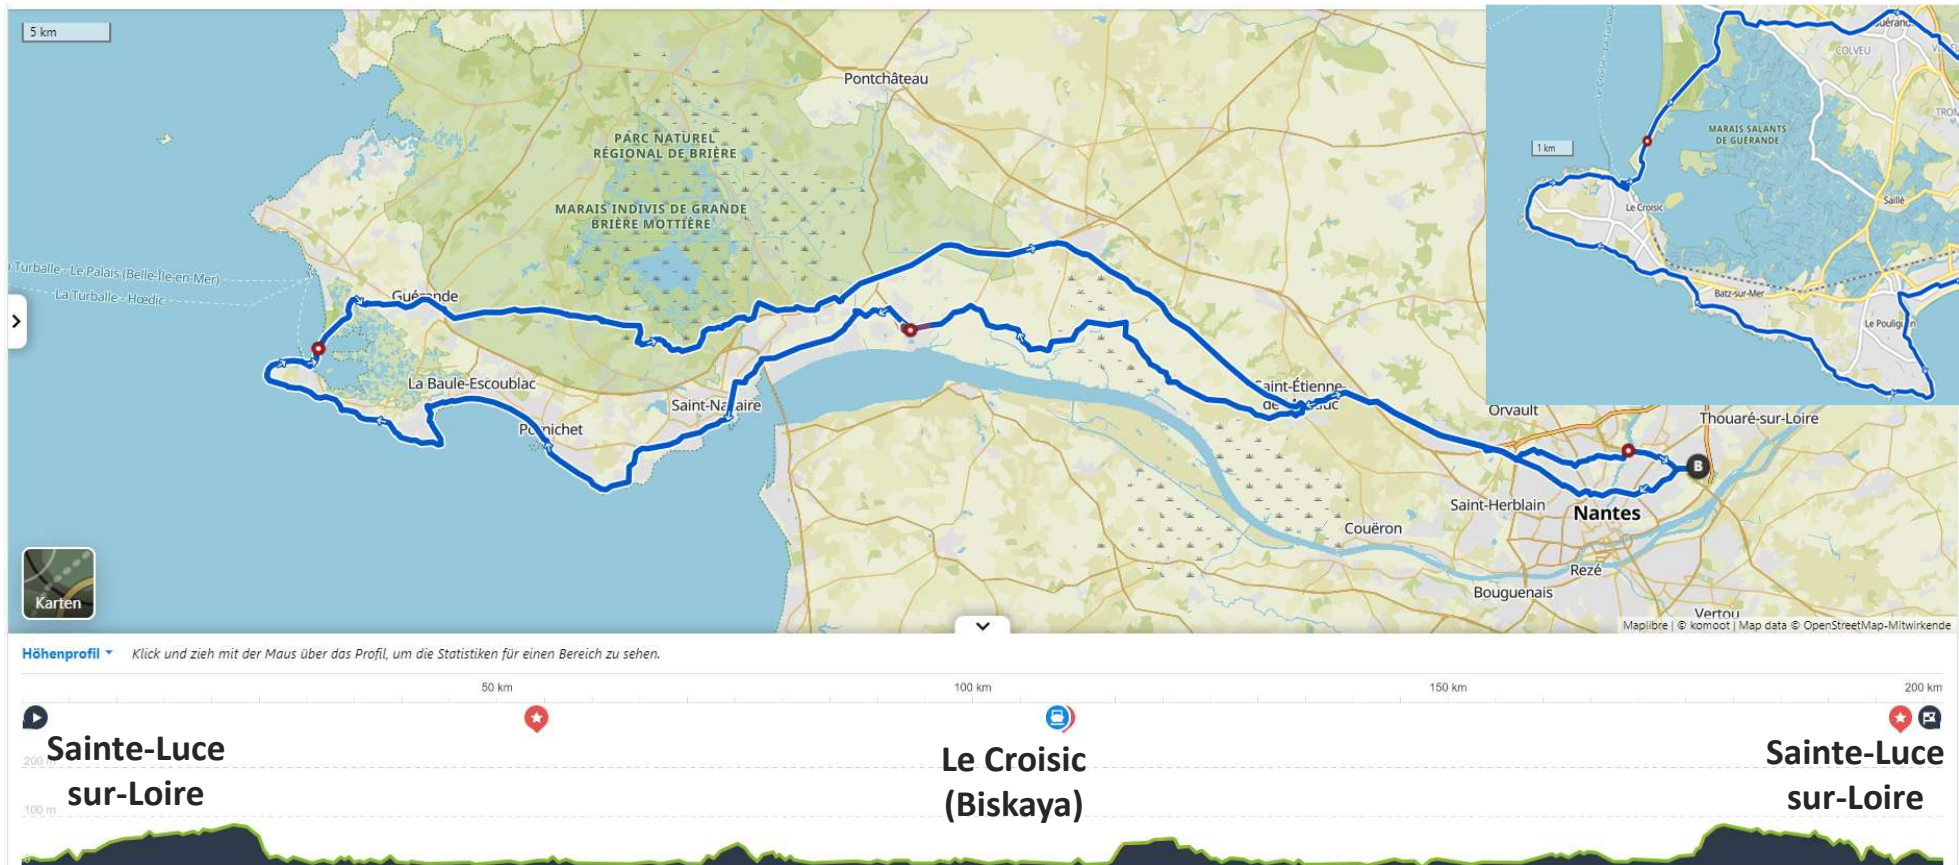 5 km
Pontchâteau
PARC NATUREL
RÉGIONAL DE BRIÈRE
MARAIS INDIVIS DE GRANDE
BRIÈRE MOTTIÈRE
Turballe - Le Palais (Belle-Île-en-Mer)
La Turballe - Hœdic
Guérande
La Baule-Escoublac
Saint-Nazaire
Pornichet
Saint-Étienne-
Orvault
Thouaré-sur-Loire
B
Saint-Herblain
Nantes
Couëron
Rezé
Bouguenais
Vertou
Karten
Maplibre | © komoot | Map data © OpenStreetMap-Mitwirkende
COLVEU
MARAIS SALANTS
DE GUÉRANDE
1 km
Le Croisic
Saillé
Batz-sur-Mer
Le Pouliguen
Höhenprofil Klick und zieh mit der Maus über das Profil, um die Statistiken für einen Bereich zu sehen.
50 km 100 km 150 km 200 km
Sainte-Luce
sur-Loire
Le Croisic
(Biskaya)
Sainte-Luce
sur-Loire
200 m
100 m